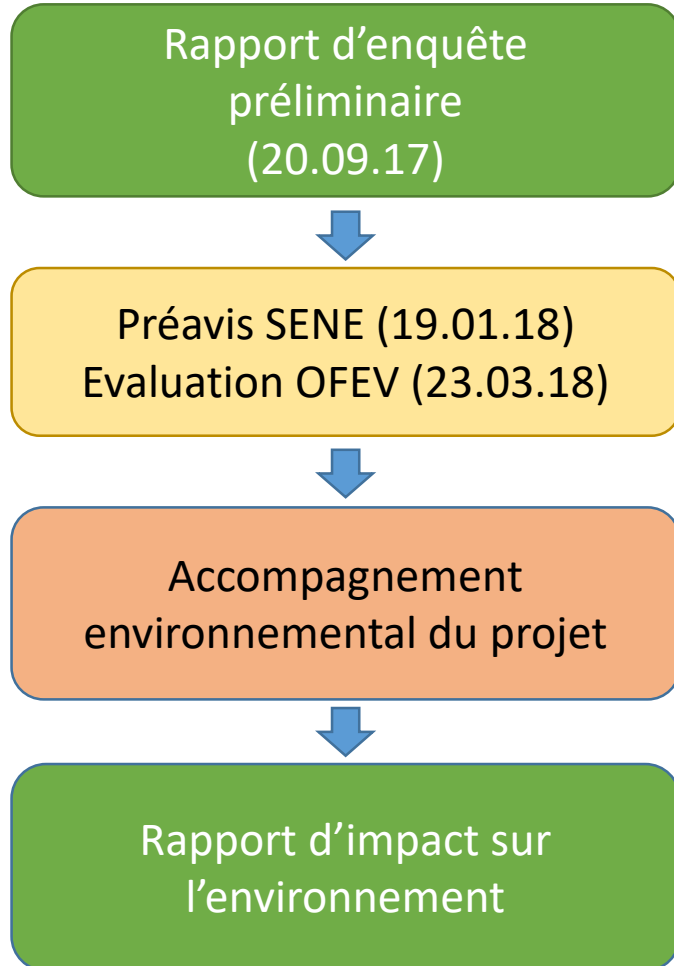 Rapport d’enquête
préliminaire
(20.09.17)
Préavis SENE (19.01.18)
Evaluation OFEV (23.03.18)
Accompagnement
environnemental du projet
Rapport d’impact sur
l’environnement